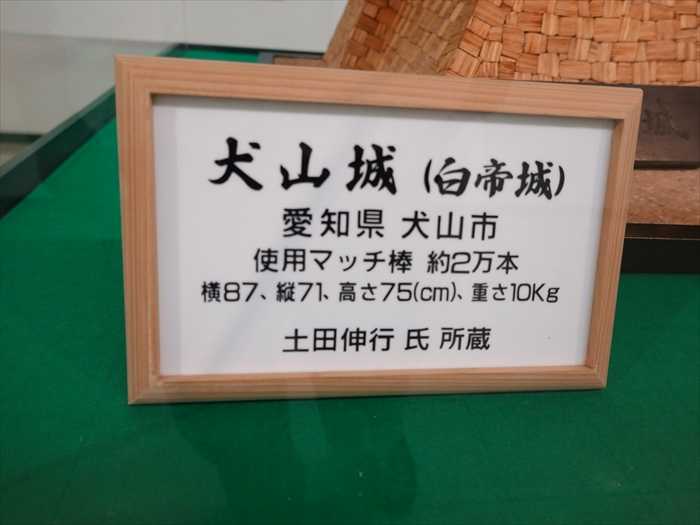 犬山城(白帝城)
愛知県 犬山市
使用マッチ棒 約2万本
横87、縦71、高さ75(cm)、重さ10Kg
土田伸行 氏 所蔵
城